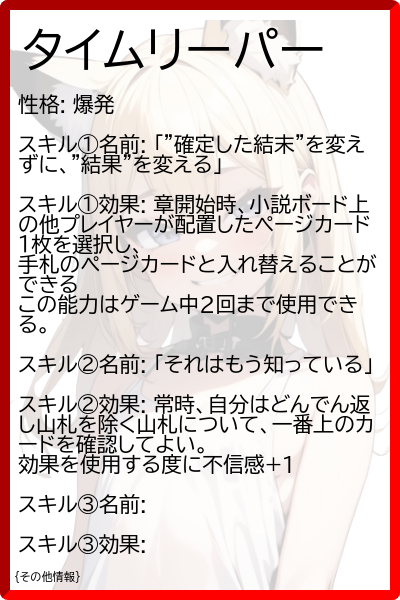 タイムリーパー
性格: 爆発
スキル①名前: 「”確定した結末”を変え
ずに、”結果”を変える」
スキル①効果: 章開始時、小説ボード上
の他プレイヤーが配置したページカード
1枚を選択し、
手札のページカードと入れ替えることが
できる
この能力はゲーム中2回まで使用でき
る。
スキル②名前: 「それはもう知っている」
スキル②効果: 常時、自分はどんでん返
し山札を除く山札について、一番上のカ
ードを確認してよい。
効果を使用する度に不信感+1
スキル③名前:
スキル③効果:
{その他情報}